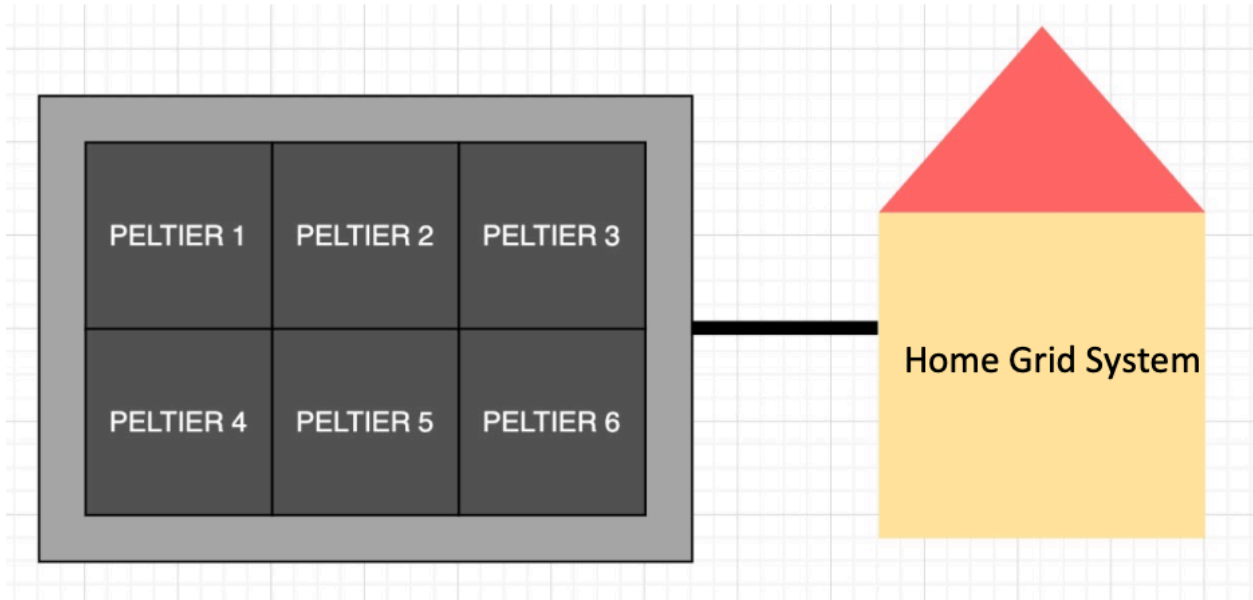 PELTIER 1
PELTIER 2
PELTIER 3
PELTIER 4
PELTIER 5
PELTIER 6
Home Grid System